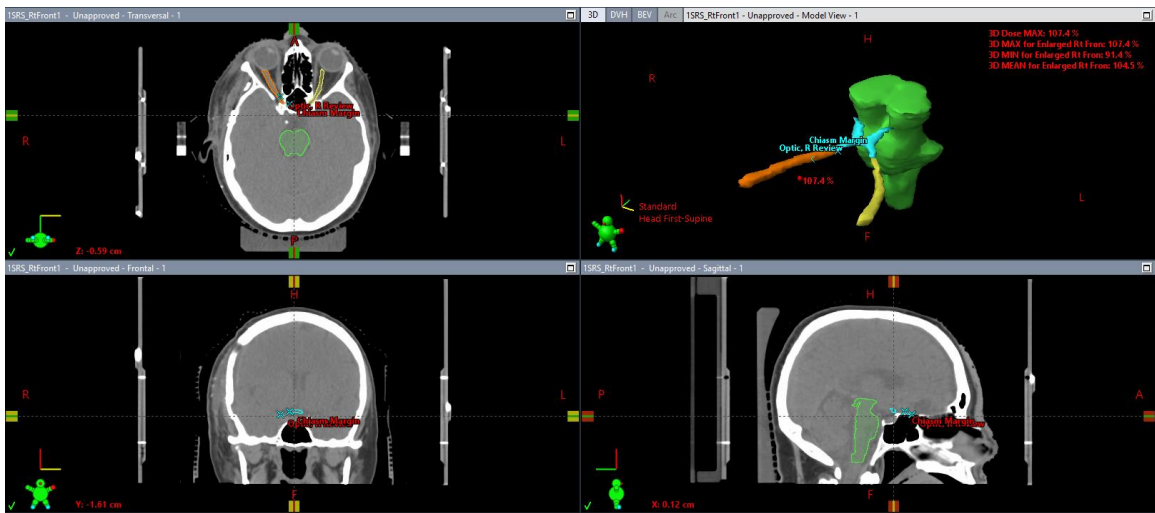 1SRS_RtFront1 - Unapproved - Transversal - 1
A
R
L
Optic, R Review
Chiasm Margin
P
Z: -0.59 cm
3D DVH BEV Arc 1SRS_RtFront1 - Unapproved - Model View - 1
3D Dose MAX: 107.4 %
3D MAX for Enlarged Rt Fron: 107.4 %
3D MIN for Enlarged Rt Fron: 91.4 %
3D MEAN for Enlarged Rt Fron: 104.5 %
H
R
Chiasm Margin
Optic, R Review
107.4 %
L
Standard
Head First-Supine
F
1SRS_RtFront1 - Unapproved - Frontal - 1
H
R
L
Chiasm Margin
F
Y: -1.61 cm
1SRS_RtFront1 - Unapproved - Sagittal - 1
H
P
A
Chiasm Margin
F
X: 0.12 cm